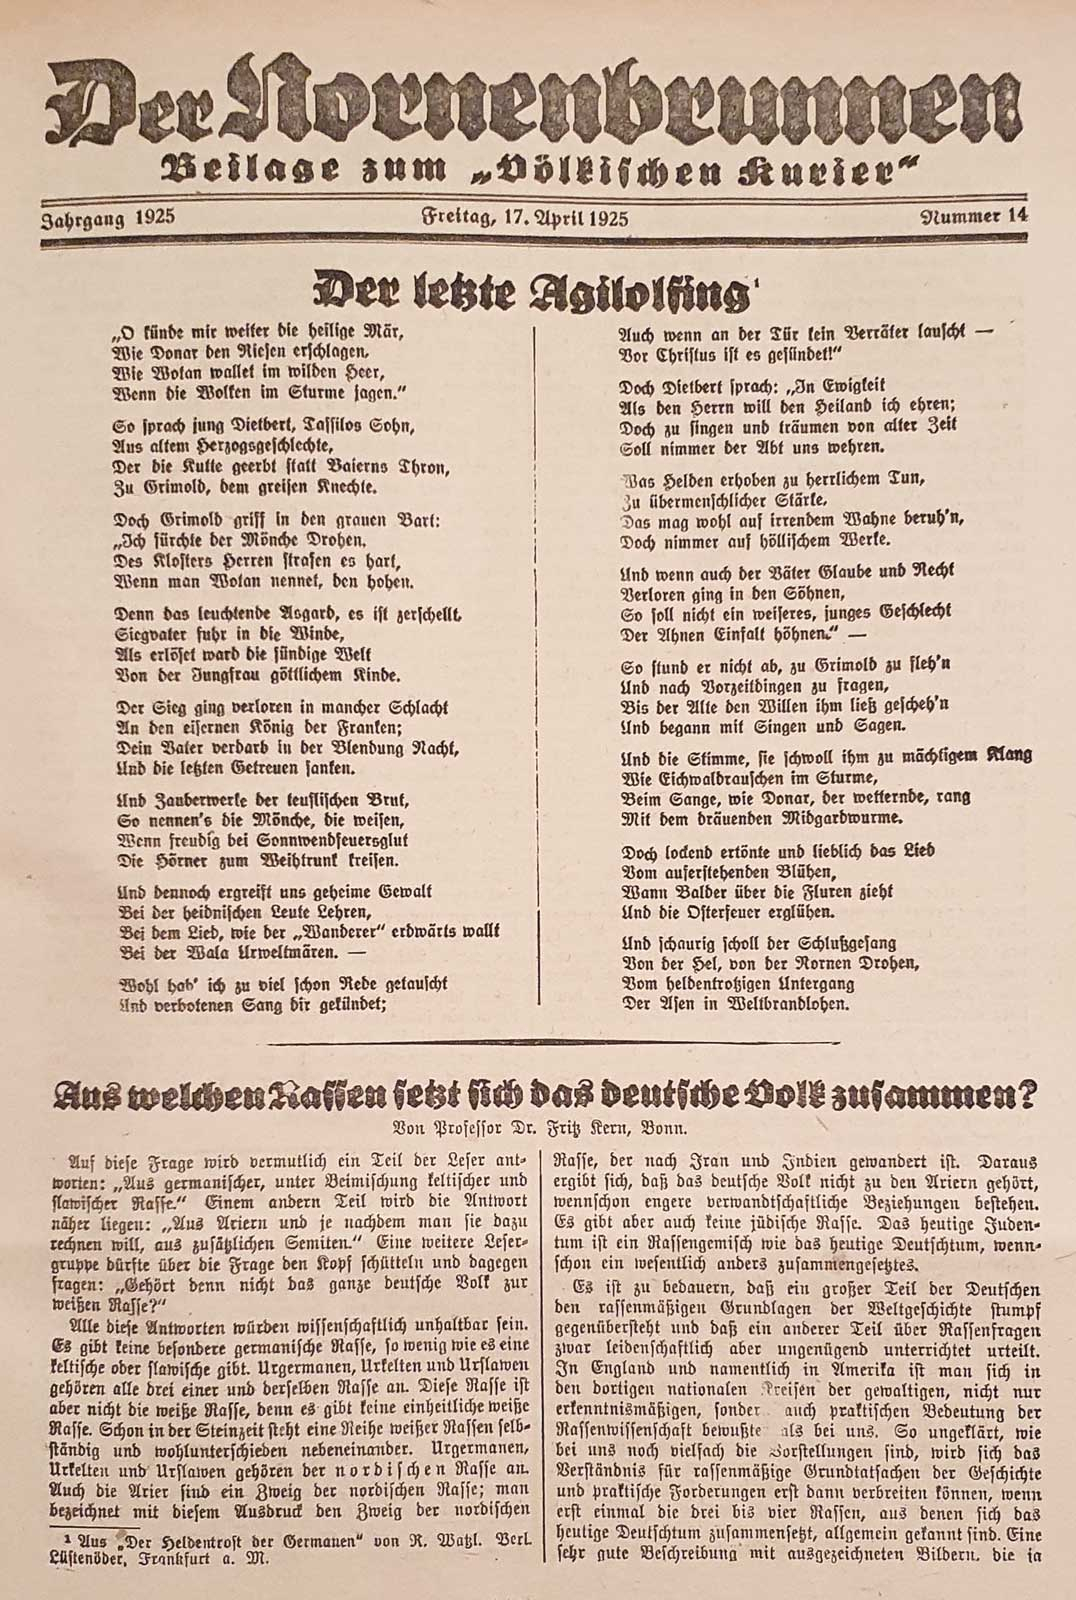 Der Nornenbrunnen
Beilage zum „Völkischen Kurier“
Jahrgang 1925 Freitag, 17. April 1925 Nummer 14
Der letzte Agilolfing¹
„O künde mir weiter die heilige Mär,
Wie Donar den Riesen erschlagen,
Wie Wotan wallet im wilden Heer,
Wenn die Wolken im Sturme jagen.“
So sprach jung Dietbert, Tassilos Sohn,
Aus altem Herzogsgeschlechte,
Der die Kutte geerbt statt Baierns Thron,
Zu Grimold, dem greisen Knechte.
Doch Grimold griff in den grauen Bart:
„Ich fürchte der Mönche Drohen,
Des Klosters Herren strafen es hart,
Wenn man Wotan nennet, den hohen.
Denn das leuchtende Asgard, es ist zerschellt,
Siegvater fuhr in die Winde,
Als erlöset ward die sündige Welt
Von der Jungfrau göttlichem Kinde.
Der Sieg ging verloren in mancher Schlacht
An den eisernen König der Franken;
Dein Vater verdarb in der Blendung Nacht,
Und die letzten Getreuen sanken.
Und Zauberwerke der teuflischen Brut,
So nennen's die Mönche, die weisen,
Wenn freudig bei Sonnwendfeuersglut
Die Hörner zum Weihtrunk kreisen.
Und dennoch ergreift uns geheime Gewalt
Bei der heidnischen Leute Lehren,
Bei dem Lied, wie der „Wanderer“ erdwärts wallt
Bei der Wala Urweltmären. —
Wohl hab' ich zu viel schon Rede getauscht
Und verbotenen Sang dir gekündet;
Auch wenn an der Tür kein Verräter lauscht —
Vor Christus ist es gesündet!“
Doch Dietbert sprach: „In Ewigkeit
Als den Herrn will den Heiland ich ehren;
Doch zu singen und träumen von alter Zeit
Soll nimmer der Abt uns wehren.
Was Helden erhoben zu herrlichem Tun,
Zu übermenschlicher Stärke,
Das mag wohl auf irrendem Wahne beruh'n,
Doch nimmer auf höllischem Werke.
Und wenn auch der Väter Glaube und Recht
Verloren ging in den Söhnen,
So soll nicht ein weiseres, junges Geschlecht
Der Ahnen Einfalt höhnen.“ —
So stund er nicht ab, zu Grimold zu fleh'n
Und nach Vorzeitdingen zu fragen,
Bis der Alte den Willen ihm ließ gescheh'n
Und begann mit Singen und Sagen.
Und die Stimme, sie schwoll ihm zu mächtigem Klang
Wie Eichwaldrauschen im Sturme,
Beim Sange, wie Donar, der wetternde, rang
Mit dem dräuenden Midgardwurme.
Doch lockend ertönte und lieblich das Lied
Vom auferstehenden Blühen,
Wann Balder über die Fluren zieht
Und die Osterfeuer erglühen.
Und schaurig scholl der Schlußgesang
Von der Hel, von der Nornen Drohen,
Vom heldentrotzigen Untergang
Der Asen in Weltbrandlohen.
Aus welchen Rassen setzt sich das deutsche Volk zusammen?
Von Professor Dr. Fritz Kern, Bonn.
Auf diese Frage wird vermutlich ein Teil der Leser ant-
worten: „Aus germanischer, unter Beimischung keltischer und
slawischer Rasse.“ Einem andern Teil wird die Antwort
näher liegen: „Aus Ariern und je nachdem man sie dazu
rechnen will, aus zusätzlichen Semiten.“ Eine weitere Leser-
gruppe dürfte über die Frage den Kopf schütteln und dagegen
fragen: „Gehört denn nicht das ganze deutsche Volk zur
weißen Rasse?“
Alle diese Antworten würden wissenschaftlich unhaltbar sein.
Es gibt keine besondere germanische Rasse, so wenig wie es eine
keltische oder slawische gibt. Urgermanen, Urkelten und Urslawen
gehören alle drei einer und derselben Rasse an. Diese Rasse ist
aber nicht die weiße Rasse, denn es gibt keine einheitliche weiße
Rasse. Schon in der Steinzeit steht eine Reihe weißer Rassen selb-
ständig und wohlunterschieden nebeneinander. Urgermanen,
Urkelten und Urslawen gehören der nordischen Rasse an.
Auch die Arier sind ein Zweig der nordischen Rasse; man
bezeichnet mit diesem Ausdruck den Zweig der nordischen
¹ Aus „Der Heldentrost der Germanen“ von R. Watzl. Verl.
Lüstenöder, Frankfurt a. M.
Rasse, der nach Iran und Indien gewandert ist. Daraus
ergibt sich, daß das deutsche Volk nicht zu den Ariern gehört,
wennschon engere verwandtschaftliche Beziehungen bestehen.
Es gibt aber auch keine jüdische Rasse. Das heutige Juden-
tum ist ein Rassengemisch wie das heutige Deutschtum, wenn-
schon ein wesentlich anders zusammengesetztes.
Es ist zu bedauern, daß ein großer Teil der Deutschen
den rassenmäßigen Grundlagen der Weltgeschichte stumpf
gegenübersteht und daß ein anderer Teil über Rassenfragen
zwar leidenschaftlich aber ungenügend unterrichtet urteilt.
In England und namentlich in Amerika ist man sich in
den dortigen nationalen Kreisen der gewaltigen, nicht nur
erkenntnismäßigen, sonder auch praktischen Bedeutung der
Rassenwissenschaft bewußte als bei uns. So ungeklärt, wie
bei uns noch vielfach die Vorstellungen sind, wird sich das
Verständnis für rassenmäßige Grundtatsachen der Geschichte
und praktische Forderungen erst dann verbreiten können, wenn
erst einmal die drei bis vier Rassen, aus denen sich das
heutige Deutschtum zusammensetzt, allgemein gekannt sind. Eine
sehr gute Beschreibung mit ausgezeichneten Bildern, die ja